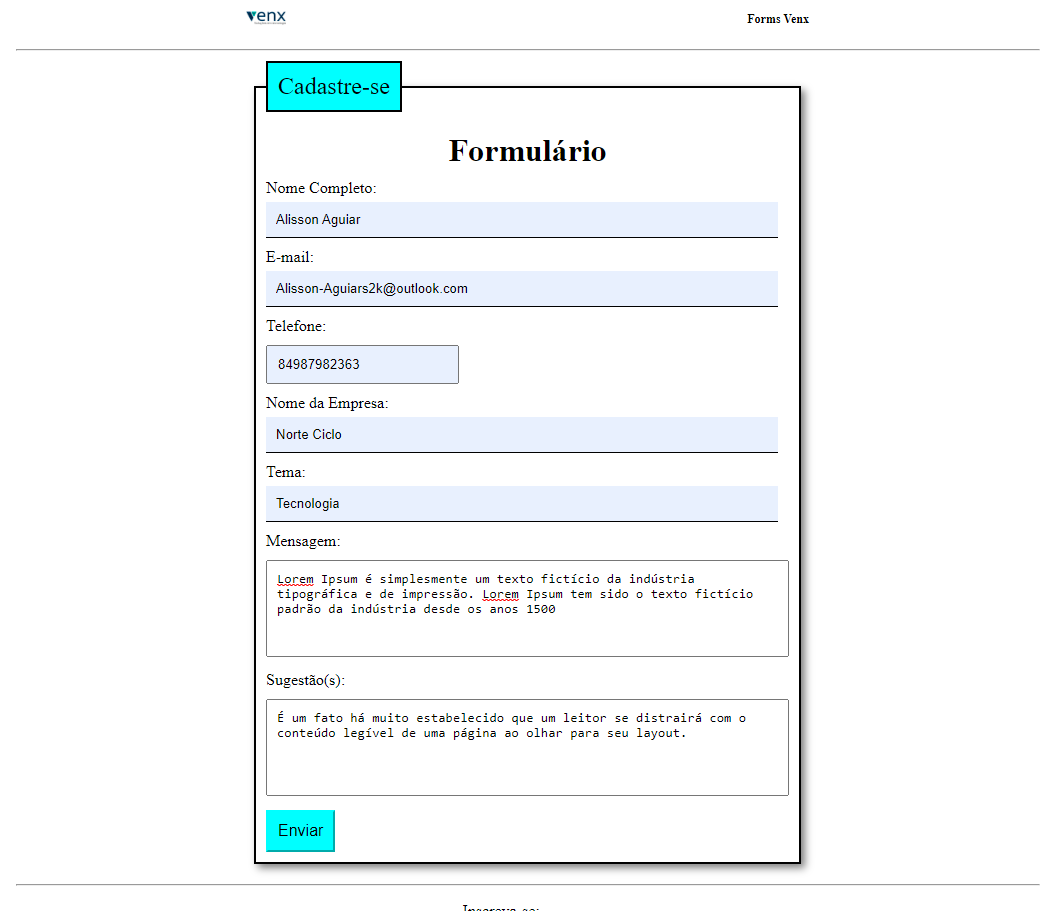 venx
Forms Venx
Cadastre-se
Formulário
Nome Completo:
Alisson Aguiar
E-mail:
Alisson-Aguiars2k@outlook.com
Telefone:
84987982363
Nome da Empresa:
Norte Ciclo
Tema:
Tecnologia
Mensagem:
Lorem Ipsum é simplesmente um texto fictício da indústria
tipográfica e de impressão. Lorem Ipsum tem sido o texto fictício
padrão da indústria desde os anos 1500
Sugestão(s):
É um fato há muito estabelecido que um leitor se distrairá com o
conteúdo legível de uma página ao olhar para seu layout.
Enviar
Inscreva-se: